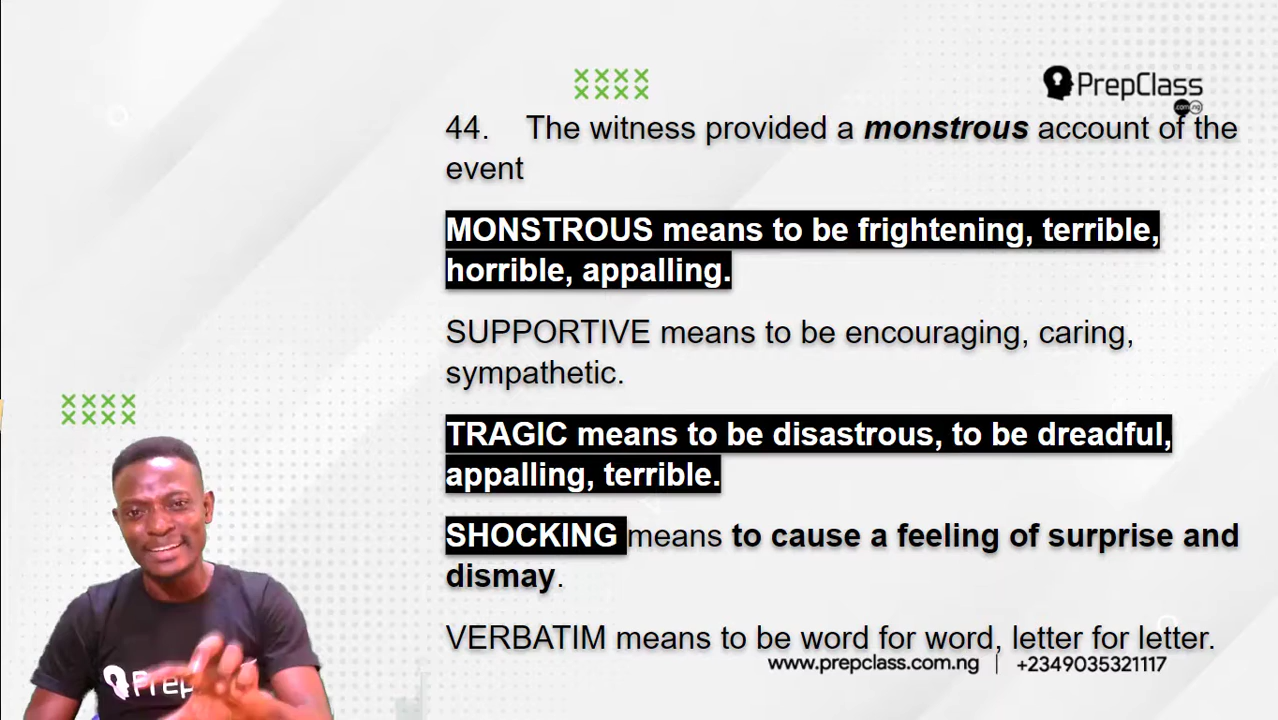 PrepClass
.com.ng
44. The witness provided a monstrous account of the
event
MONSTROUS means to be frightening, terrible,
horrible, appalling.
SUPPORTIVE means to be encouraging, caring,
sympathetic.
TRAGIC means to be disastrous, to be dreadful,
appalling, terrible.
SHOCKING means to cause a feeling of surprise and
dismay.
VERBATIM means to be word for word, letter for letter.
www.prepclass.com.ng | +2349035321117
Prep